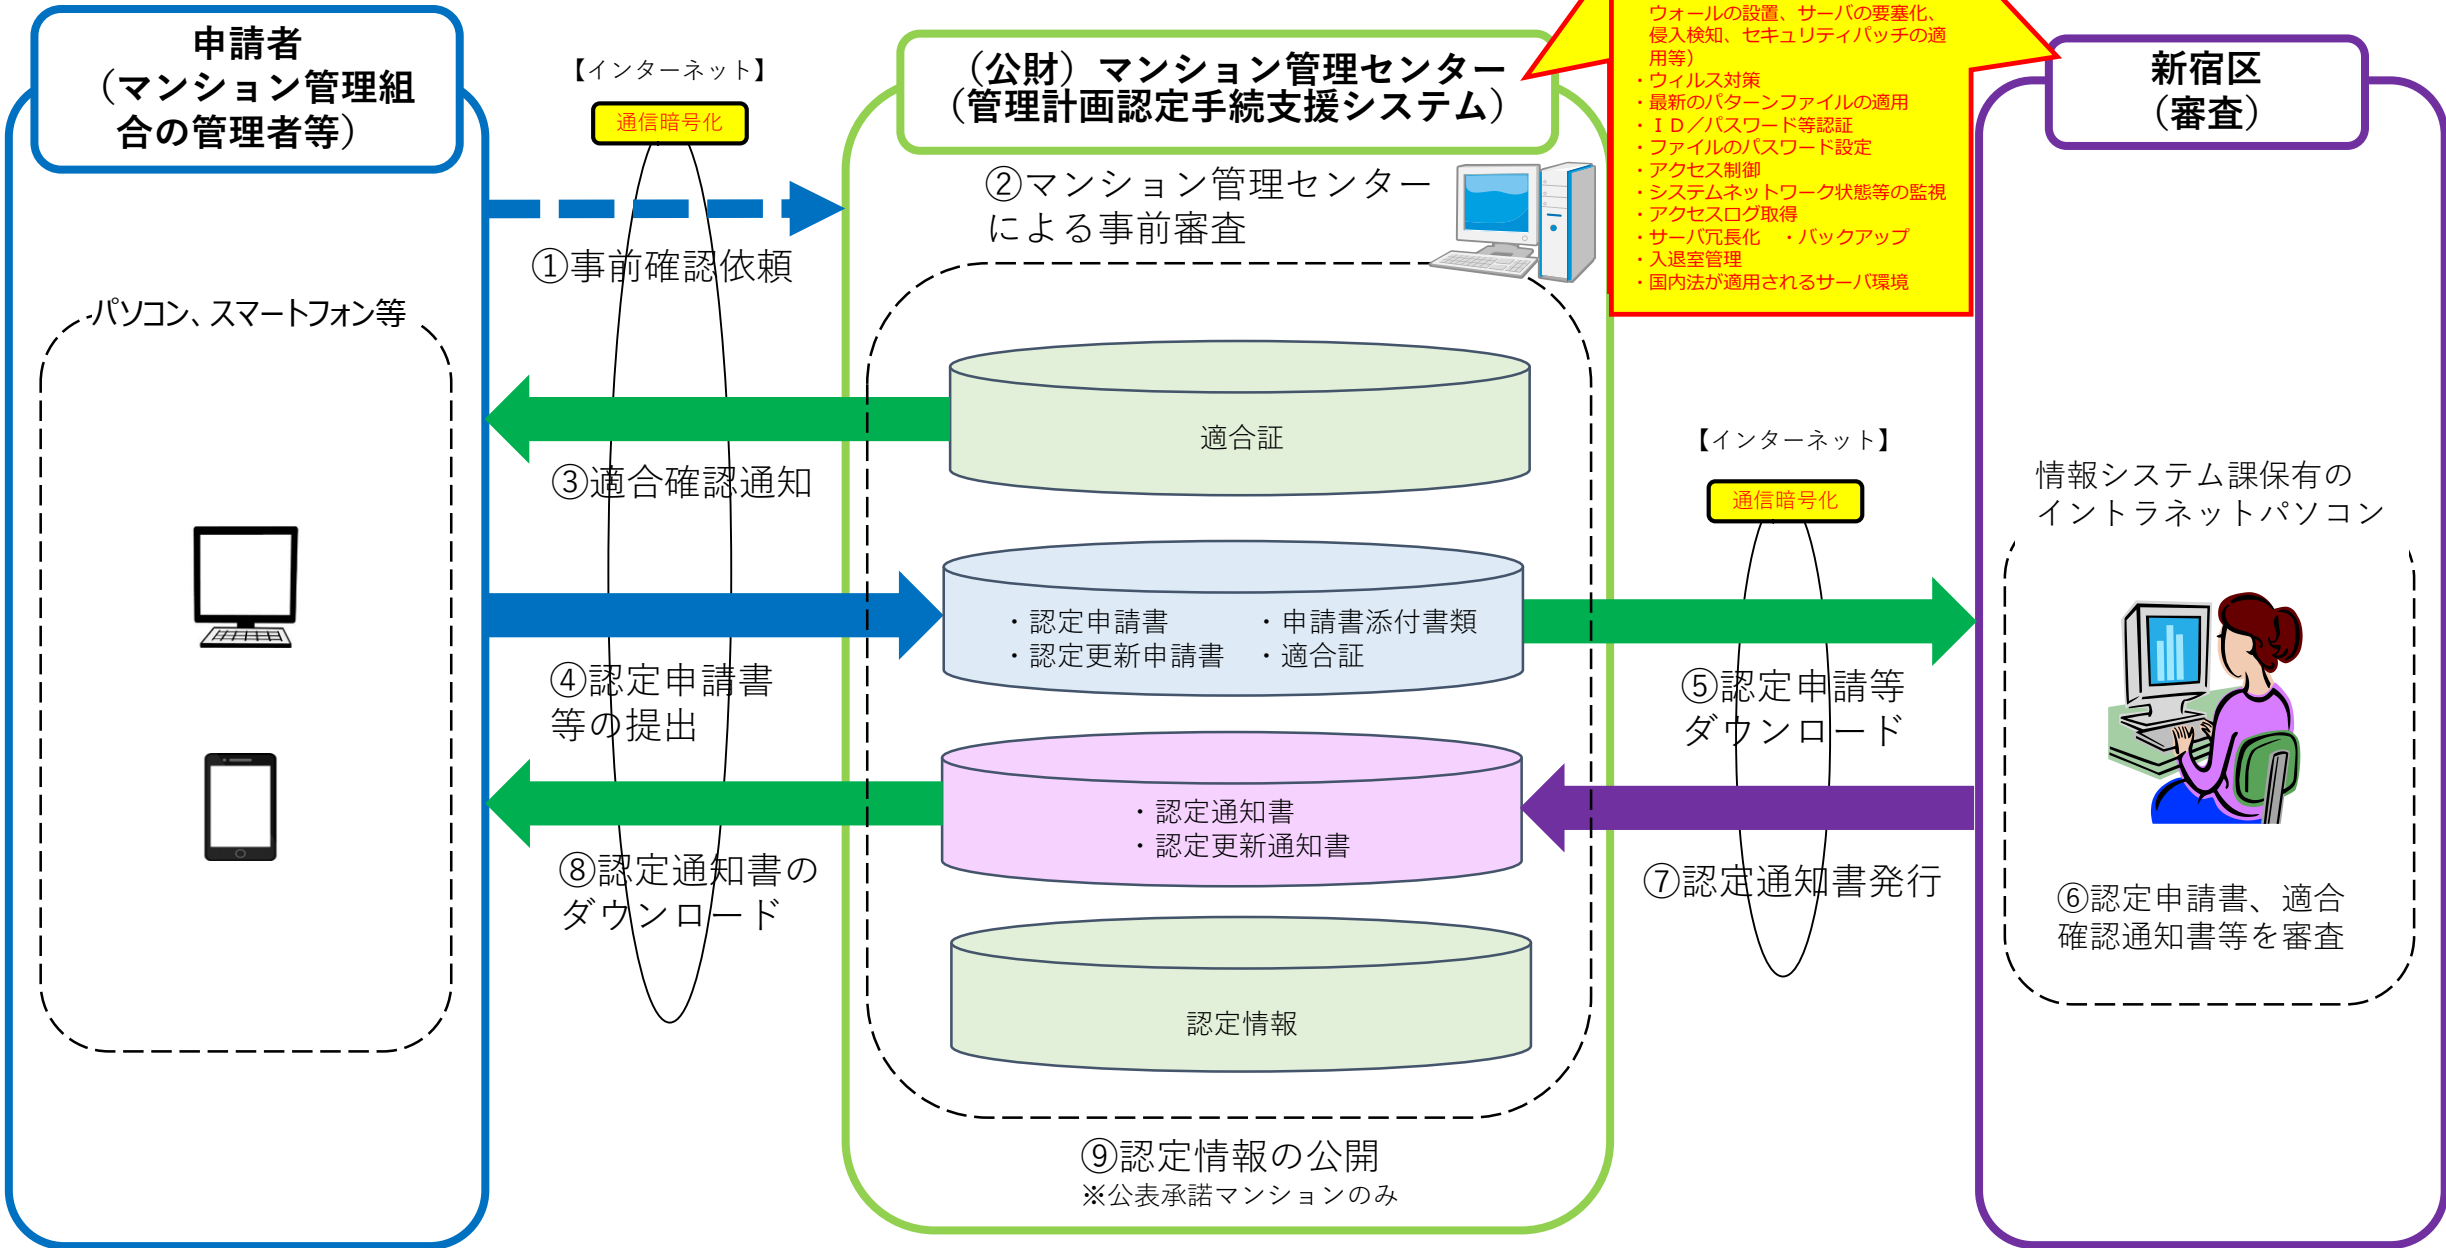 申請者
（マンション管理組
合の管理者等）
パソコン、スマートフォン等
【インターネット】
通信暗号化
①事前確認依頼
③適合確認通知
④認定申請書
等の提出
⑧認定通知書の
ダウンロード
（公財）マンション管理センター
（管理計画認定手続支援システム）
②マンション管理センター
による事前審査
適合証
・認定申請書　・申請書添付書類
・認定更新申請書　・適合証
・認定通知書
・認定更新通知書
認定情報
⑨認定情報の公開
※公表承諾マンションのみ
ウォールの設置、サーバの要塞化、
侵入検知、セキュリティパッチの適
用等）
・ウィルス対策
・最新のパターンファイルの適用
・ＩＤ／パスワード等認証
・ファイルのパスワード設定
・アクセス制御
・システムネットワーク状態等の監視
・アクセスログ取得
・サーバ冗長化　・バックアップ
・入退室管理
・国内法が適用されるサーバ環境
【インターネット】
通信暗号化
⑤認定申請等
ダウンロード
⑦認定通知書発行
新宿区
（審査）
情報システム課保有の
イントラネットパソコン
⑥認定申請書、適合
確認通知書等を審査